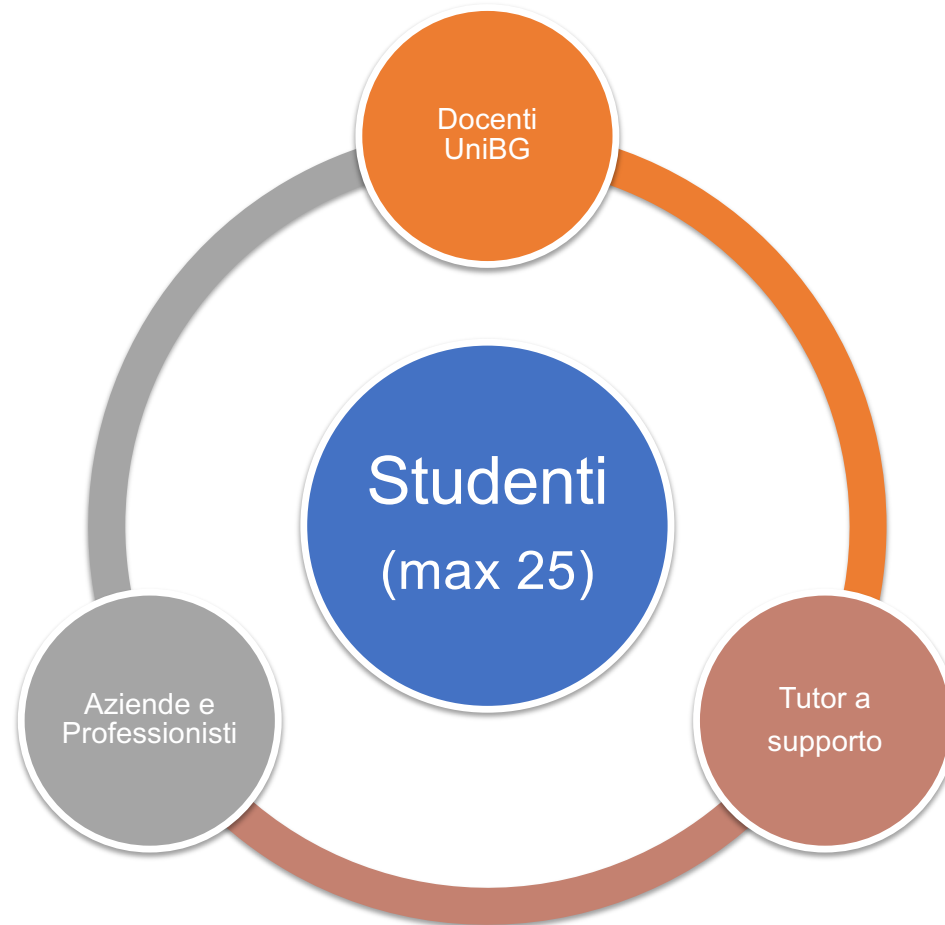 Docenti
UniBG
Studenti
(max 25)
Aziende e
Professionisti
Tutor a
supporto